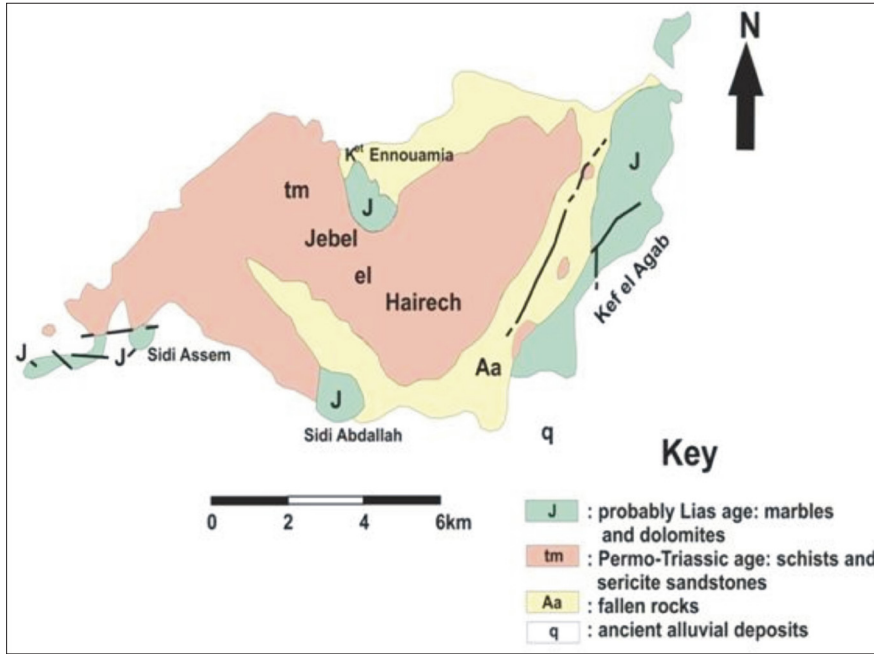 N
Kᵉᵗ Ennouamia
tm
J
J
Jebel
el
Hairech
Kef el Agab
J
J
Sidi Assem
Aa
J
Sidi Abdallah
q
Key
0 2 4 6km
J : probably Lias age: marbles
and dolomites
tm : Permo-Triassic age: schists and
sericite sandstones
Aa : fallen rocks
q : ancient alluvial deposits